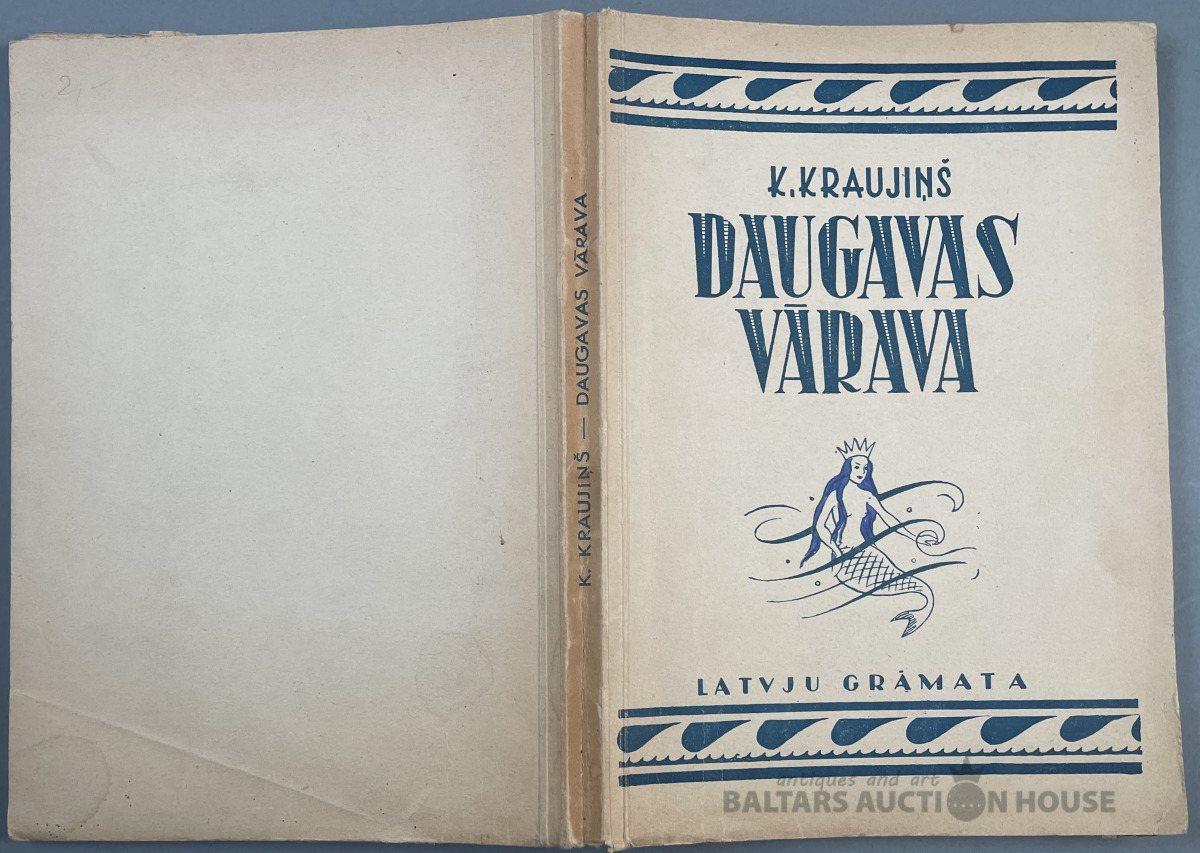 2,-
K. KRAUJIŅŠ — DAUGAVAS VĀRAVA
K. KRAUJIŅŠ
DAUGAVAS
VĀRAVA
LATVJU GRĀMATA
antiques and art
BALTARS AUCTION HOUSE